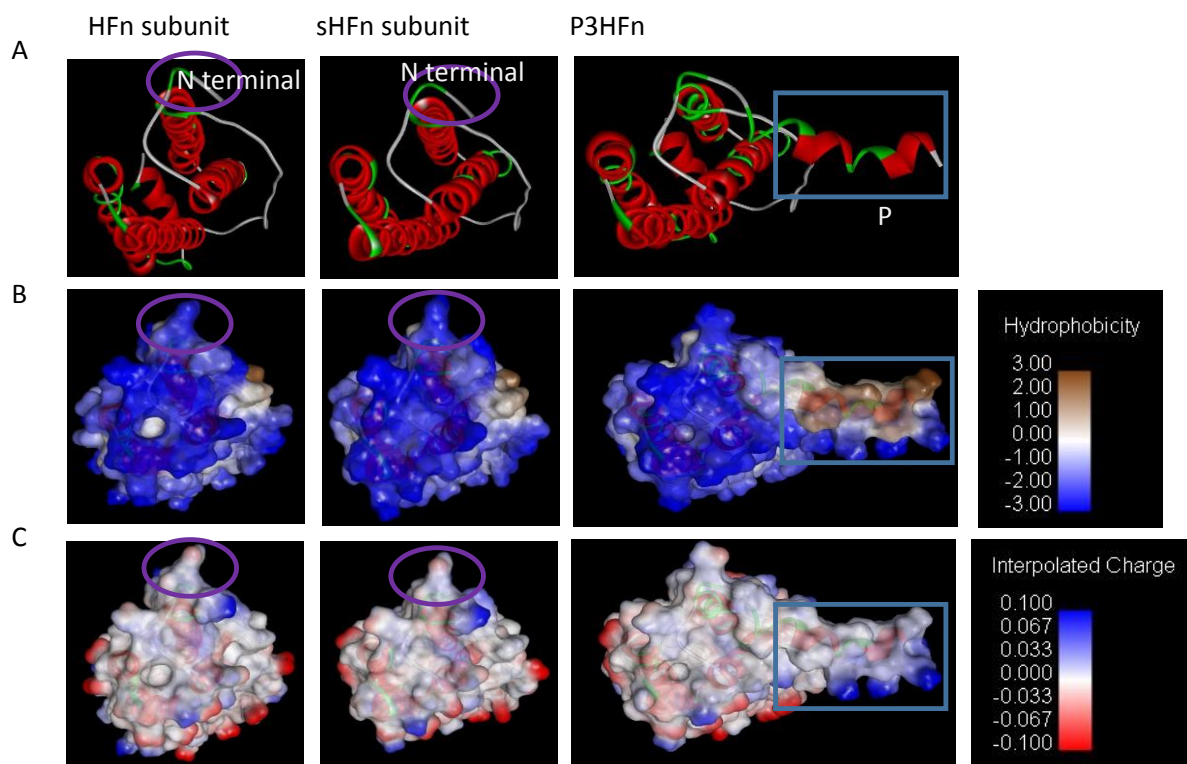 HFn subunit sHFn subunit P3HFn
A
N terminal N terminal
P
B
Hydrophobicity
3.00
2.00
1.00
0.00
-1.00
-2.00
-3.00
C
Interpolated Charge
0.100
0.067
0.033
0.000
-0.033
-0.067
-0.100